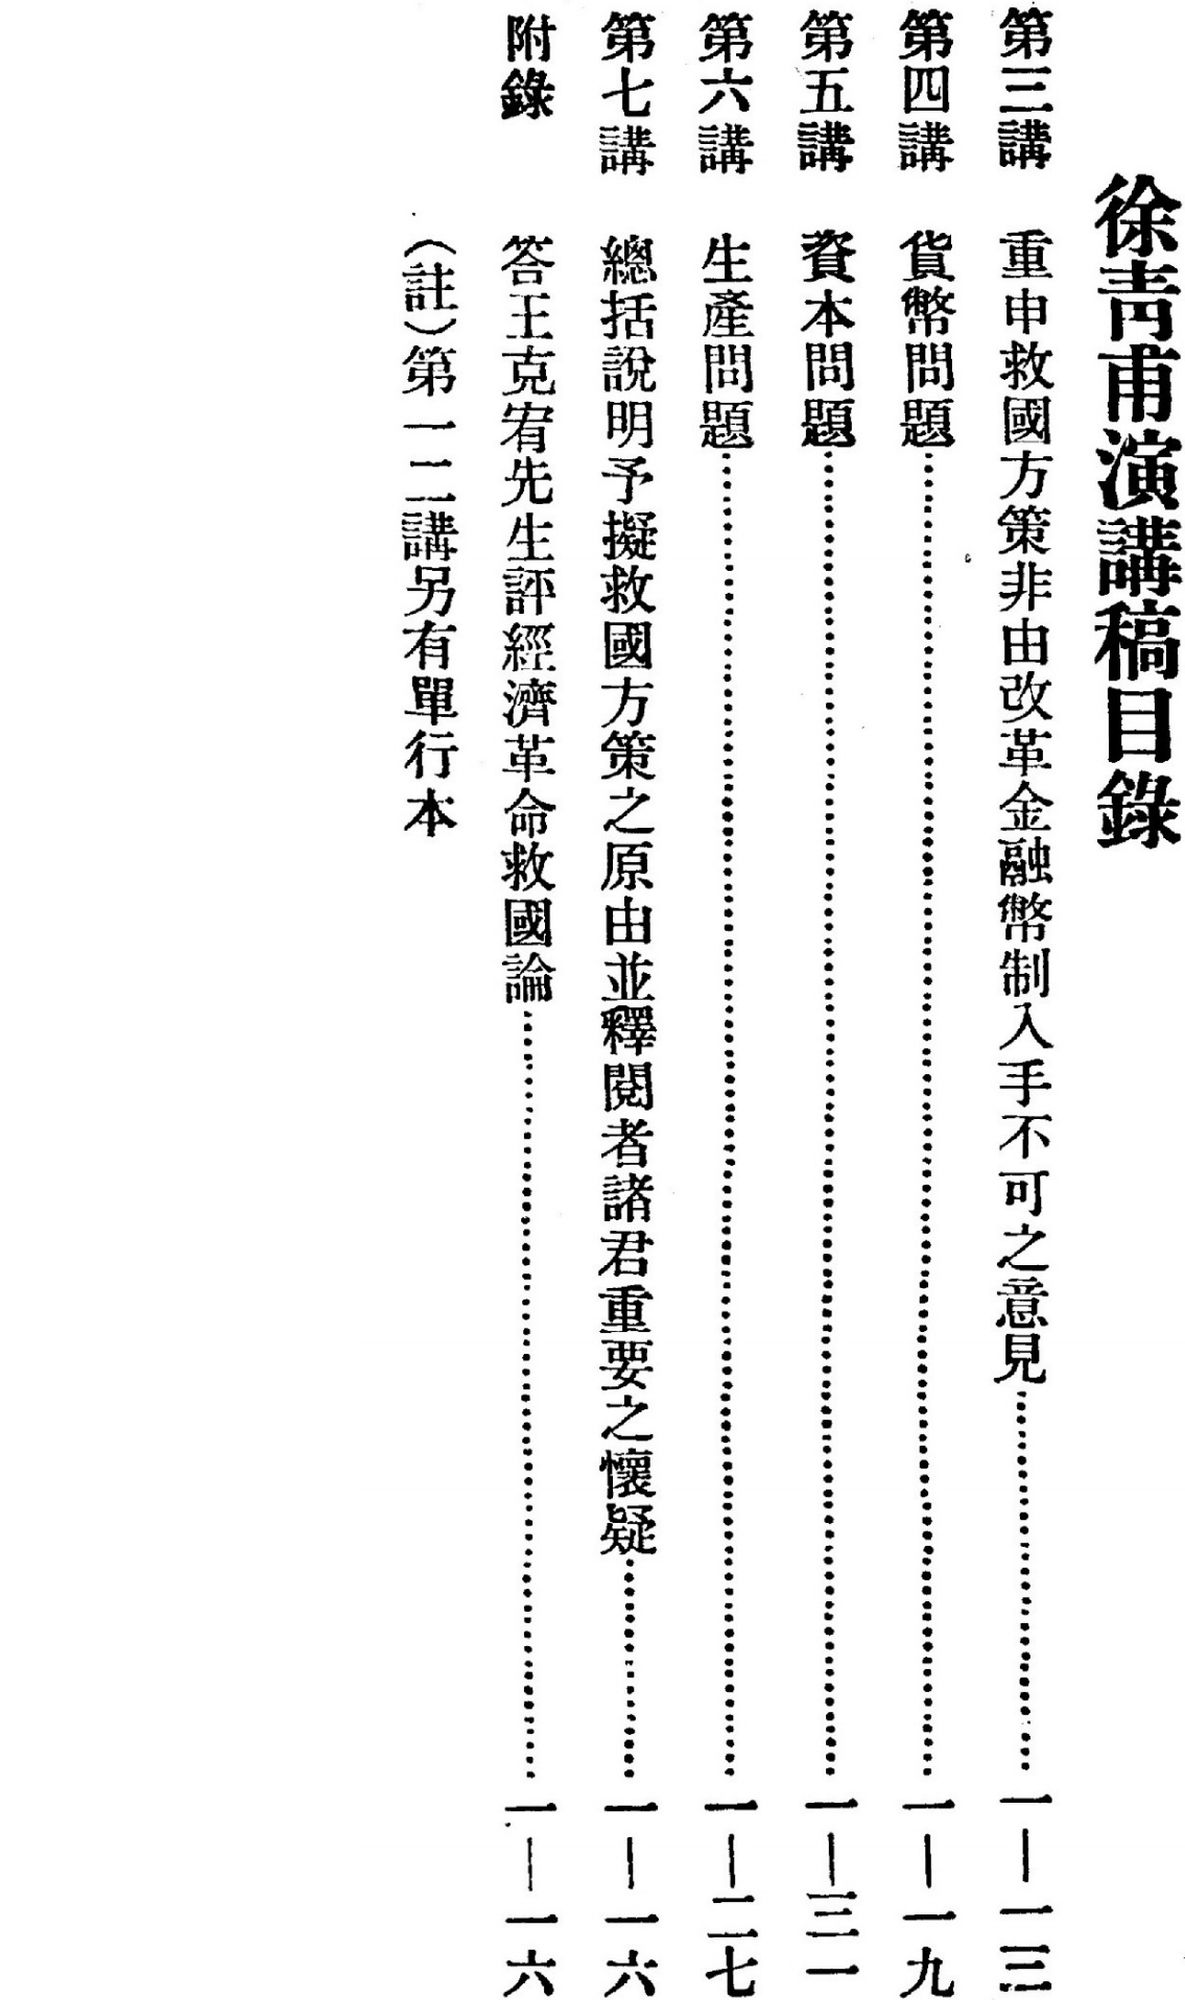 徐青甫演講稿目錄
第三講 重申救國方策非由改革金融幣制入手不可之意見……一—一三
第四講 貨幣問題……一—一九
第五講 資本問題……一—三一
第六講 生產問題……一—二七
第七講 總括說明予擬救國方策之原由並釋閱者諸君重要之懷疑……一—一六
附錄 答王克宥先生評經濟革命救國論……一—一六
（註）第一二講另有單行本